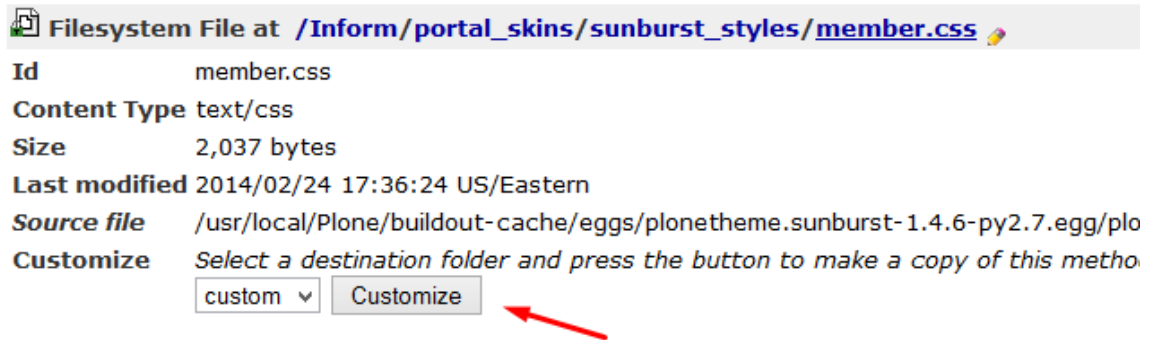 Filesystem File at /Inform/portal_skins/sunburst_styles/member.css
Id member.css
Content Type text/css
Size 2,037 bytes
Last modified 2014/02/24 17:36:24 US/Eastern
Source file /usr/local/Plone/buildout-cache/eggs/plonetheme.sunburst-1.4.6-py2.7.egg/plo
Customize Select a destination folder and press the button to make a copy of this metho
custom Customize